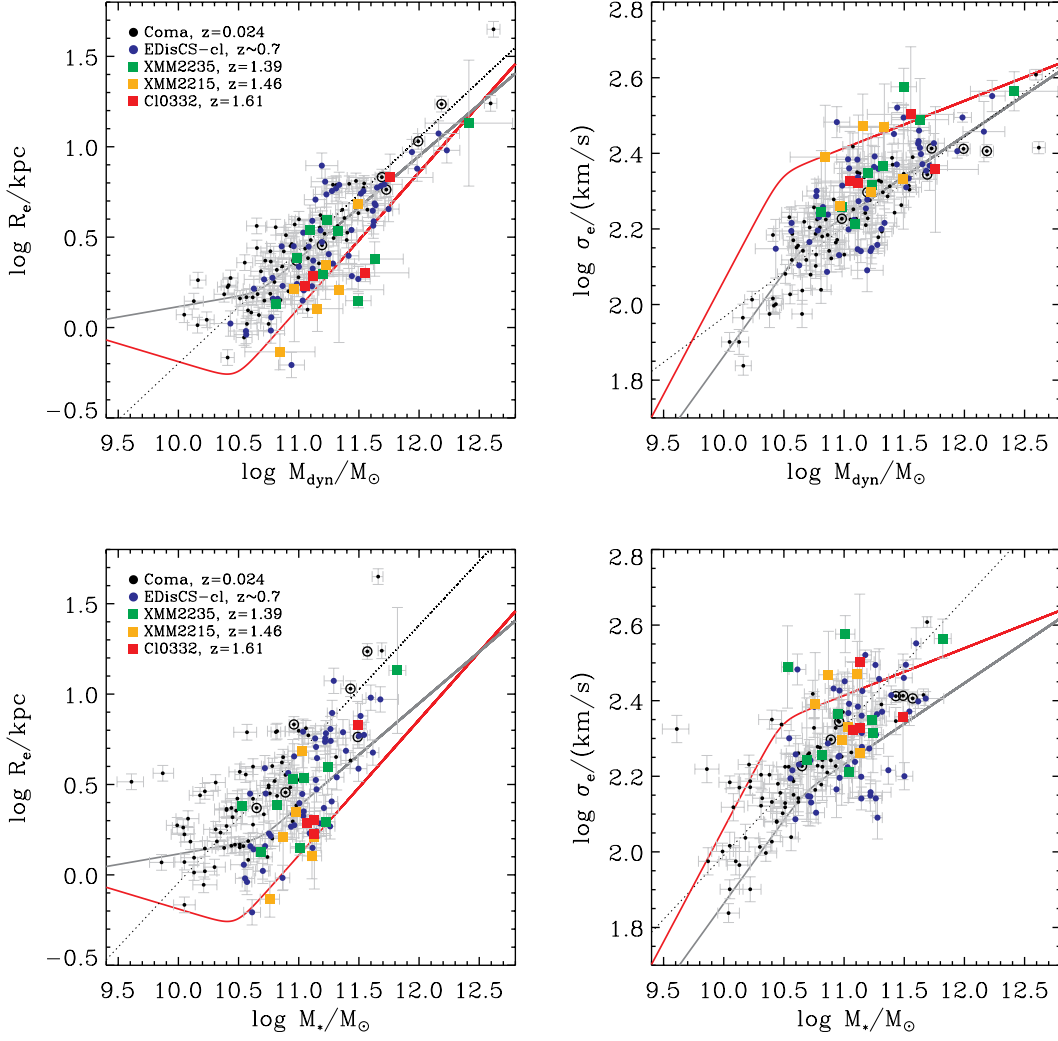 1.5
1.0
0.5
0.0
−0.5
log Rₑ/kpc
Coma, z=0.024
EDisCS-cl, z~0.7
XMM2235, z=1.39
XMM2215, z=1.46
Cl0332, z=1.61
9.5 10.0 10.5 11.0 11.5 12.0 12.5
log M_dyn/M_⊙
2.8
2.6
2.4
2.2
2.0
1.8
log σₑ/(km/s)
9.5 10.0 10.5 11.0 11.5 12.0 12.5
log M_dyn/M_⊙
1.5
1.0
0.5
0.0
−0.5
log Rₑ/kpc
Coma, z=0.024
EDisCS-cl, z~0.7
XMM2235, z=1.39
XMM2215, z=1.46
Cl0332, z=1.61
9.5 10.0 10.5 11.0 11.5 12.0 12.5
log M_*/M_⊙
2.8
2.6
2.4
2.2
2.0
1.8
log σₑ/(km/s)
9.5 10.0 10.5 11.0 11.5 12.0 12.5
log M_*/M_⊙